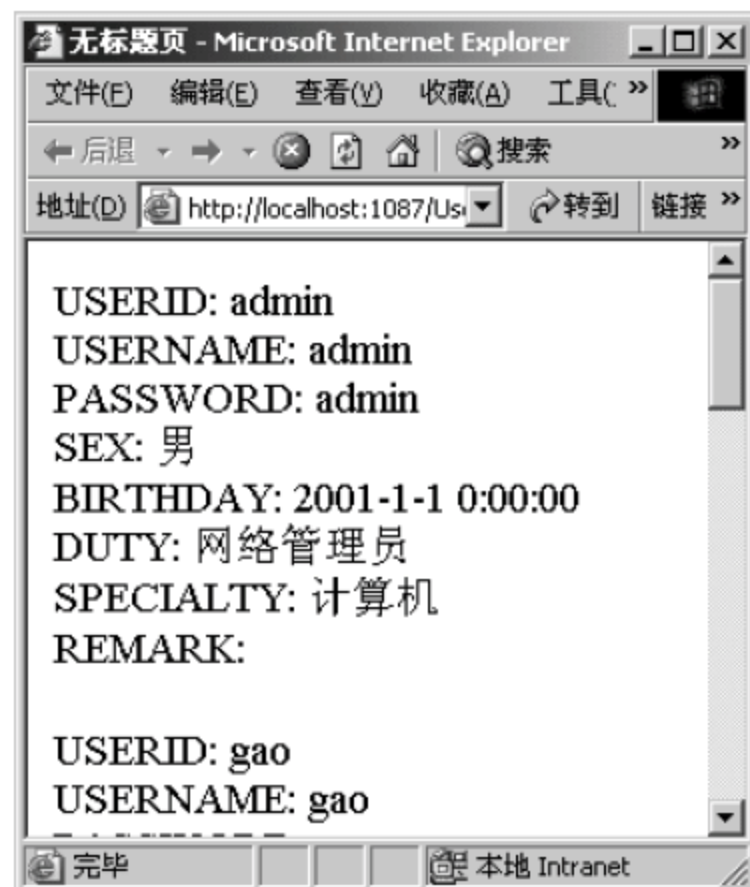 无标题页 - Microsoft Internet Explorer
文件(F) 编辑(E) 查看(V) 收藏(A) 工具( »
后退 搜索 »
地址(D) http://localhost:1087/Us 转到 链接 »
USERID: admin
USERNAME: admin
PASSWORD: admin
SEX: 男
BIRTHDAY: 2001-1-1 0:00:00
DUTY: 网络管理员
SPECIALTY: 计算机
REMARK:
USERID: gao
USERNAME: gao
完毕 本地 Intranet